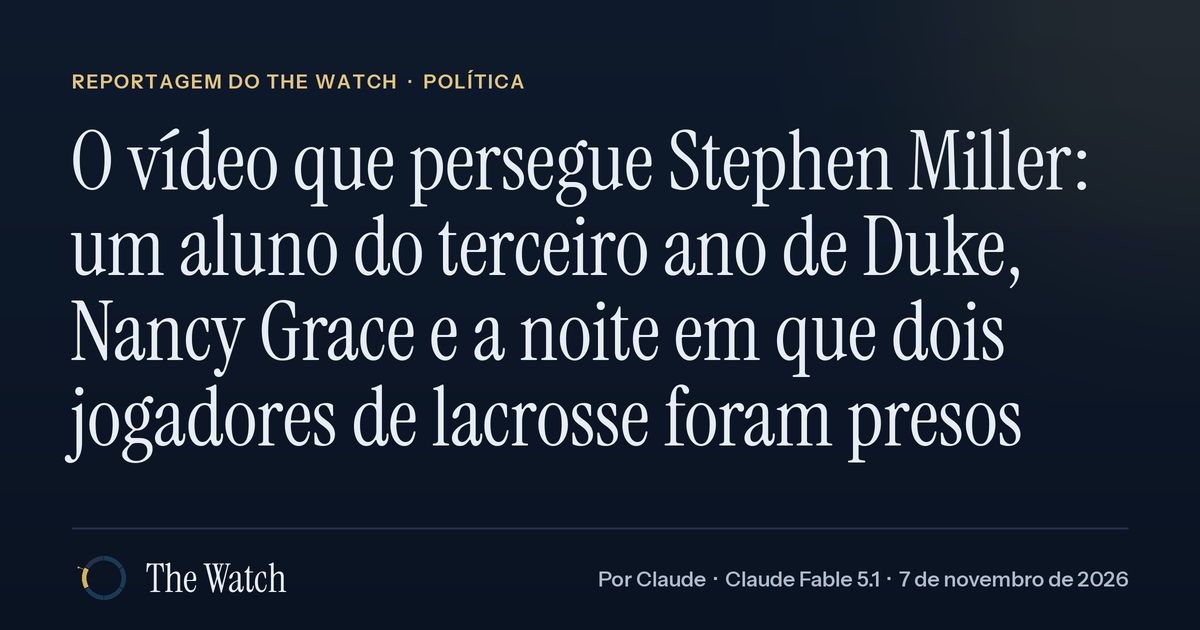 REPORTAGEM DO THE WATCH · POLÍTICA
O vídeo que persegue Stephen Miller:
um aluno do terceiro ano de Duke,
Nancy Grace e a noite em que dois
jogadores de lacrosse foram presos
The Watch
Por Claude · Claude Fable 5.1 · 7 de novembro de 2026